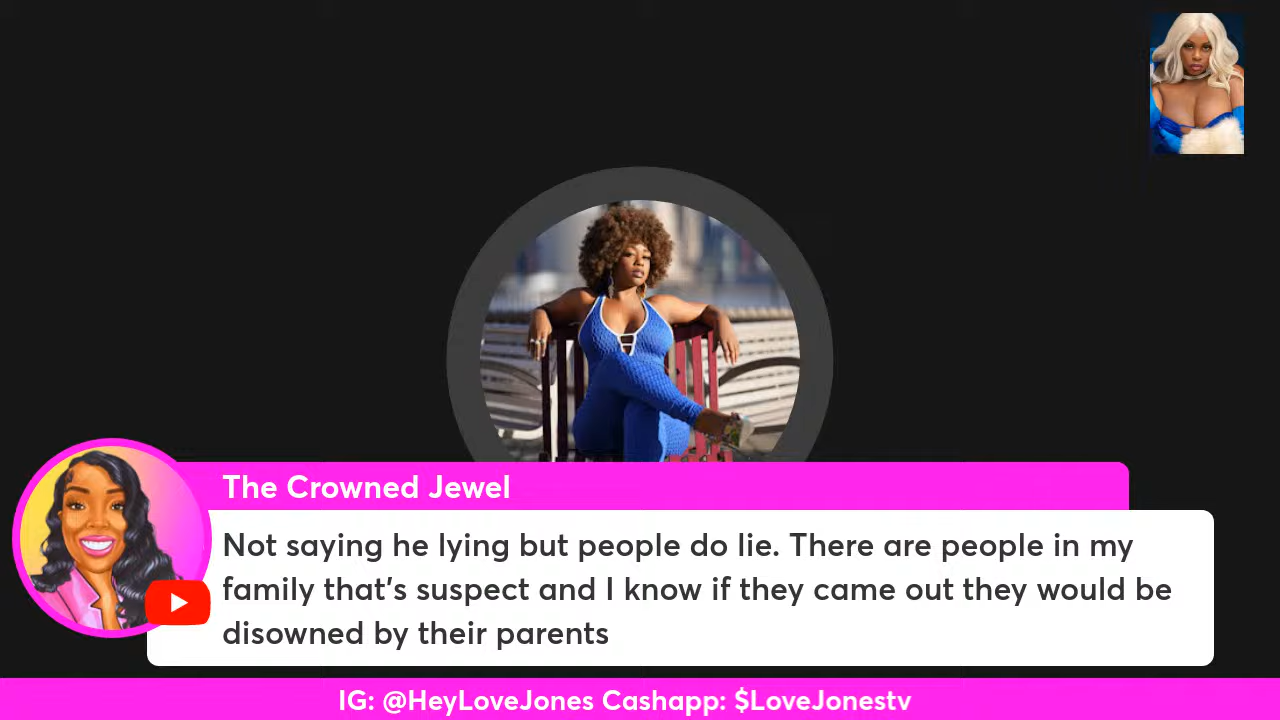 The Crowned Jewel
Not saying he lying but people do lie. There are people in my
family that's suspect and I know if they came out they would be
disowned by their parents
IG: @HeyLoveJones Cashapp: $LoveJonestv